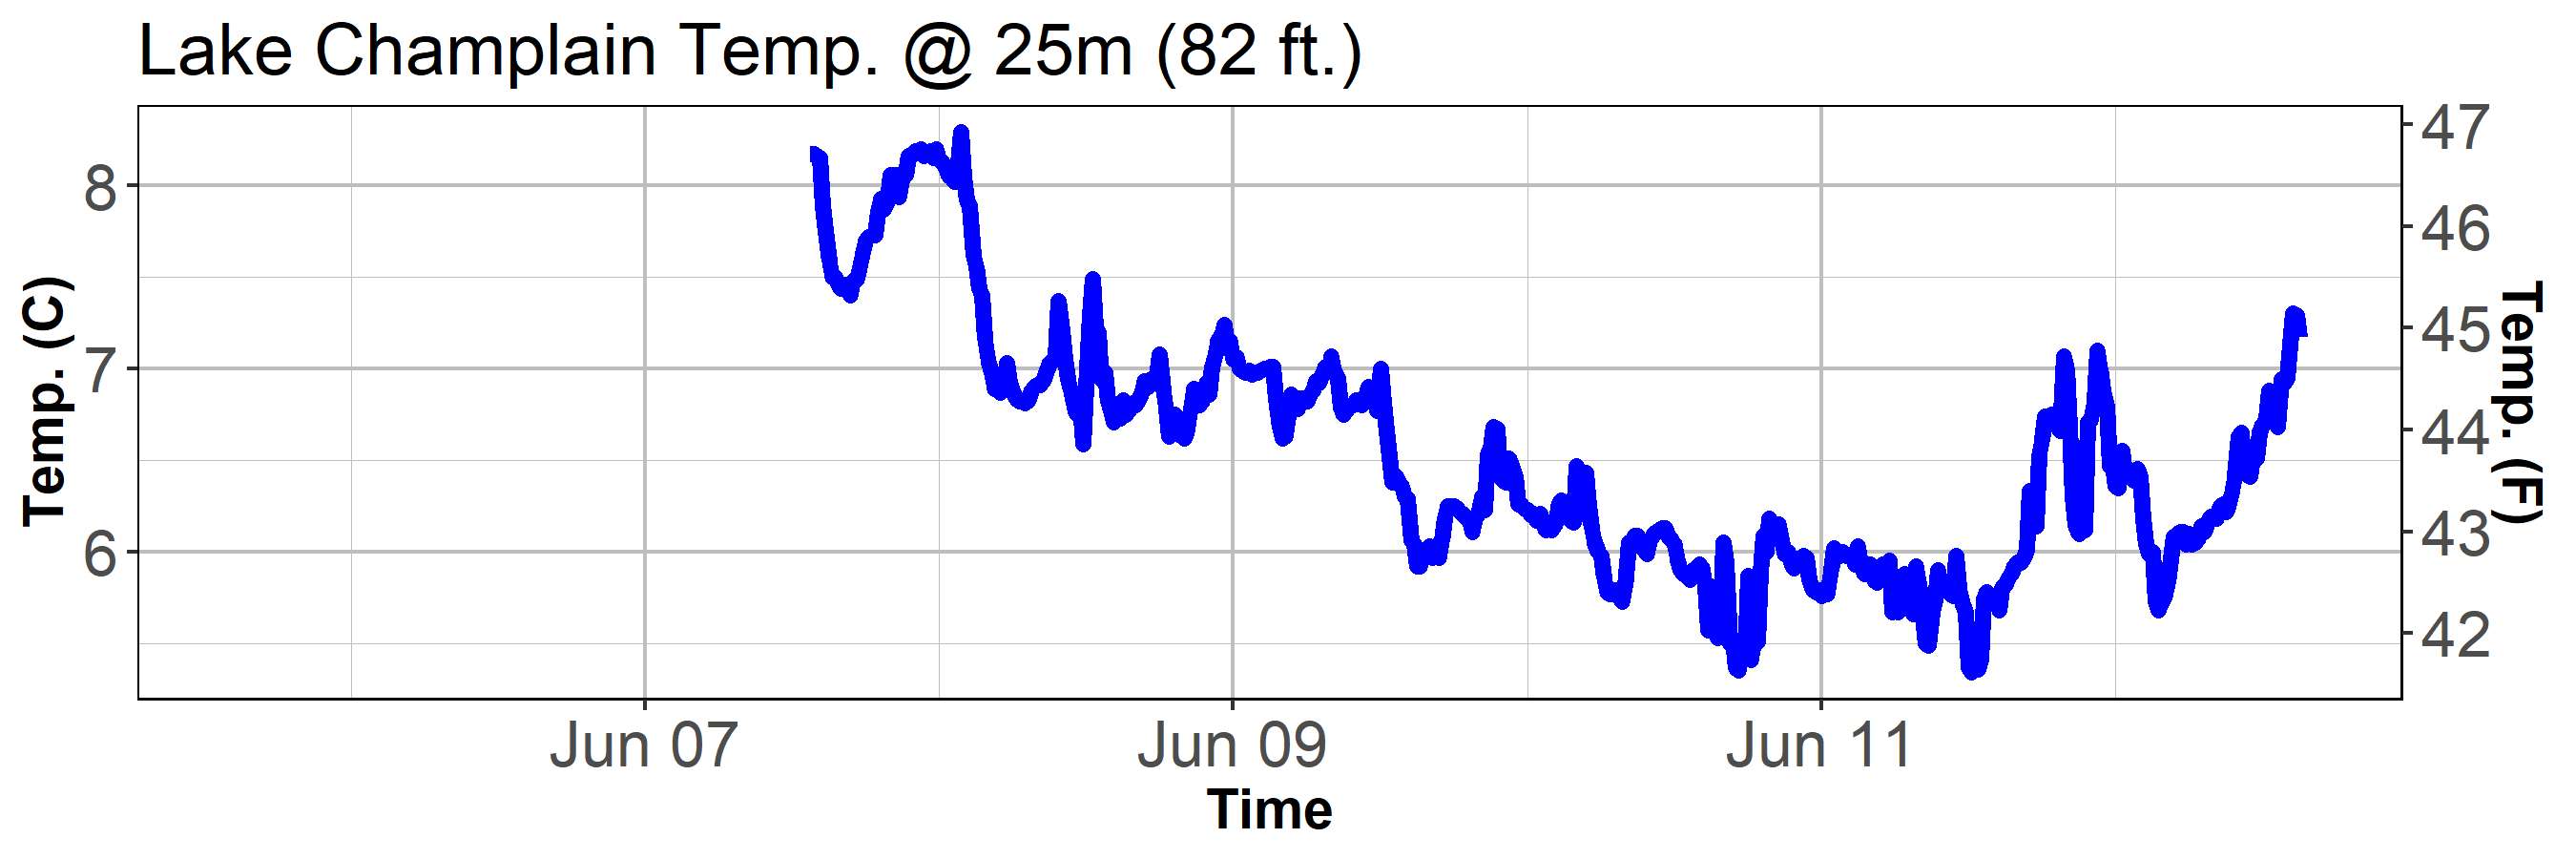 Lake Champlain Temp. @ 25m (82 ft.)
Temp. (C)
8
7
6
47
46
45
44
43
42
Temp. (F)
Jun 07 Jun 09 Jun 11
Time